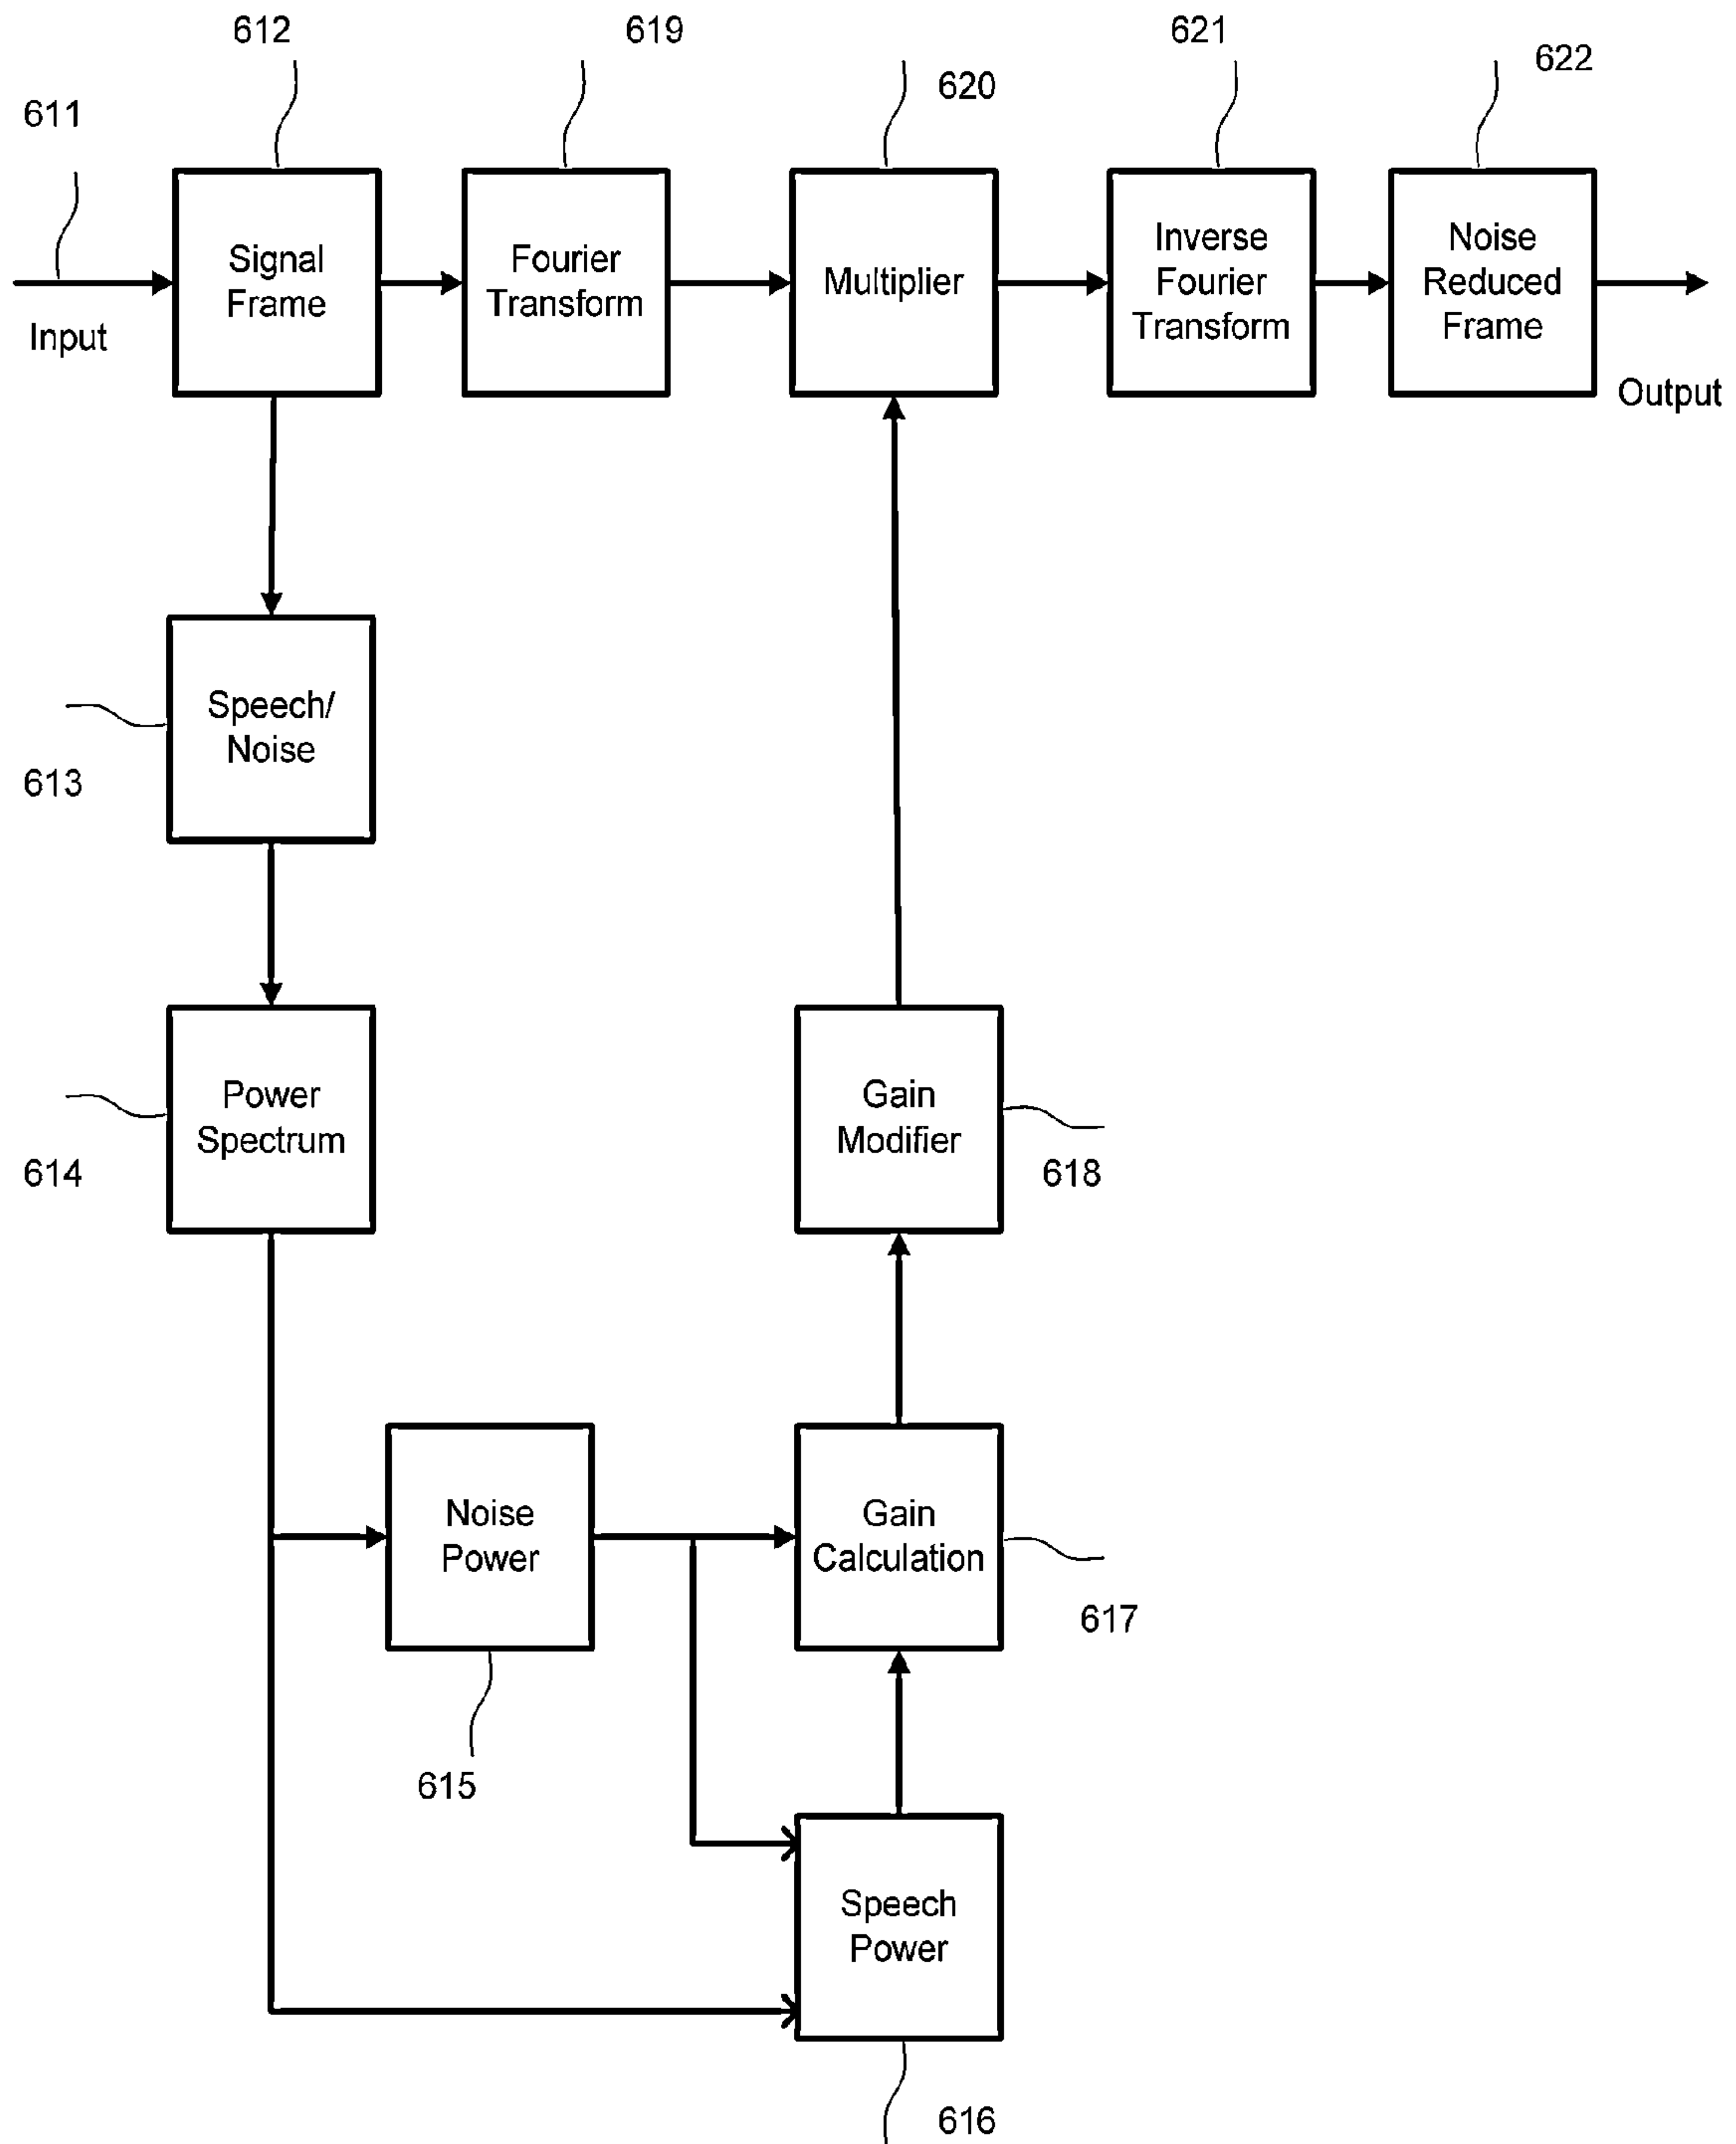 612
619
621
622
620
611
Signal
Frame
Fourier
Transform
Multiplier
Inverse
Fourier
Transform
Noise
Reduced
Frame
Input
Output
Speech/
Noise
613
Power
Spectrum
614
Gain
Modifier
618
Noise
Power
Gain
Calculation
617
615
Speech
Power
616